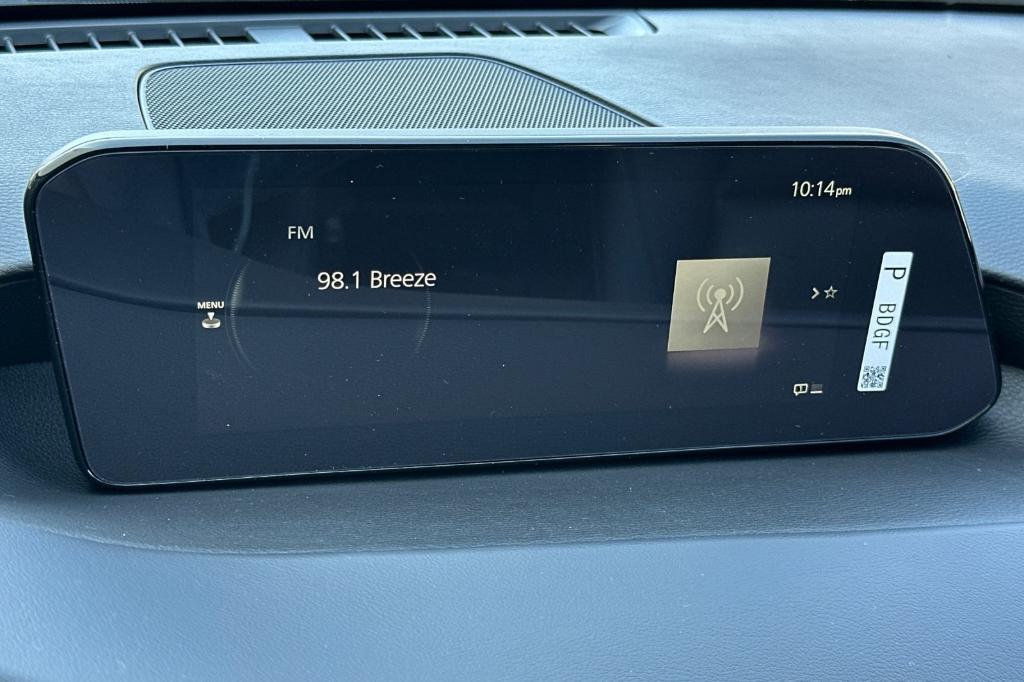 10:14pm
FM
98.1 Breeze
MENU
P BDGF